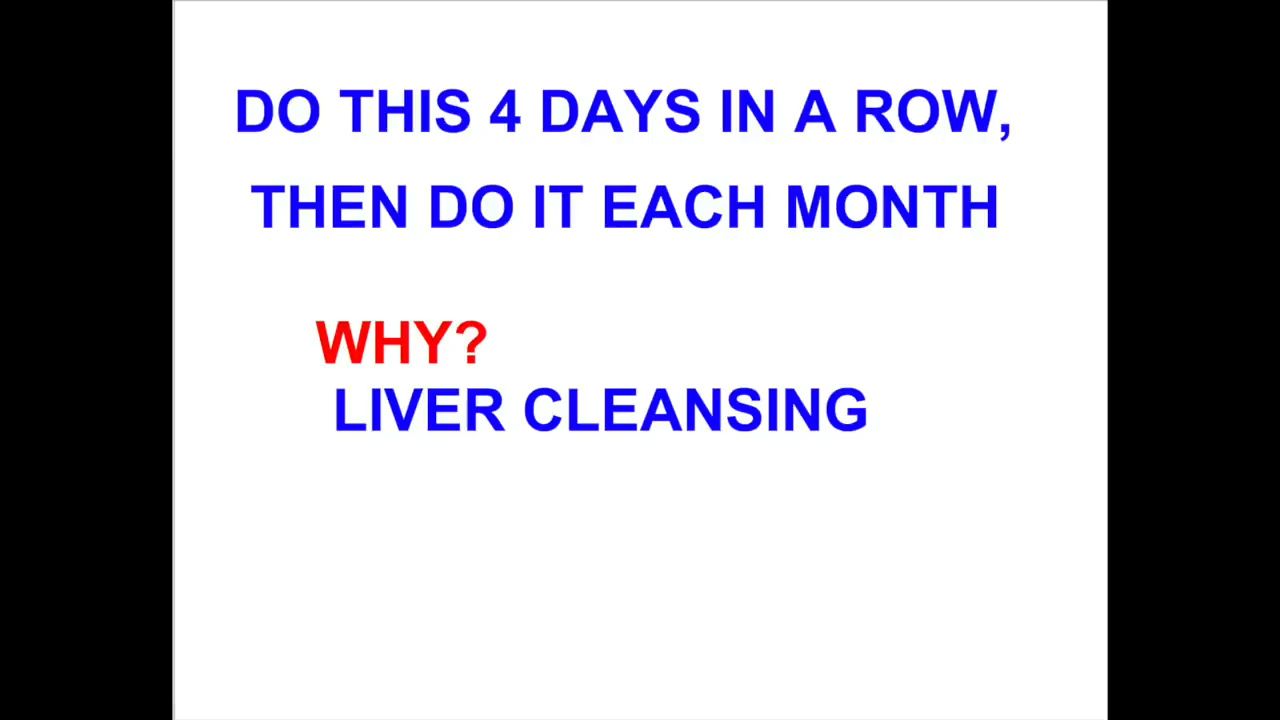 DO THIS 4 DAYS IN A ROW,
THEN DO IT EACH MONTH
WHY?
LIVER CLEANSING